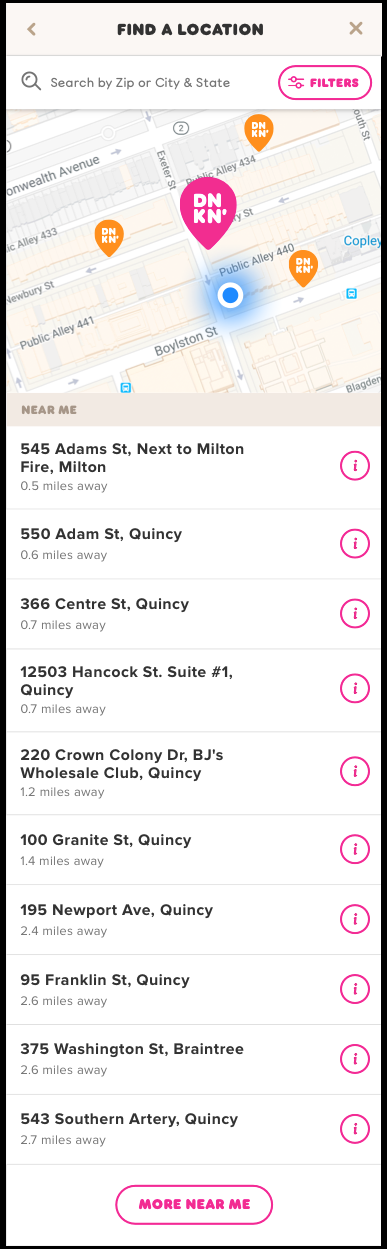 FIND A LOCATION
Search by Zip or City & State
FILTERS
2
DN
KN'
onwealth Avenue
Exeter St
outh St
Public Alley 434
DN
KN'
ry St
c Alley 433
DN
KN'
Public Alley 440
Copley
DN
KN'
Newbury St
Public Alley 441
Boylston St
Blagden
NEAR ME
545 Adams St, Next to Milton
Fire, Milton
0.5 miles away
i
550 Adam St, Quincy
0.6 miles away
i
366 Centre St, Quincy
0.7 miles away
i
12503 Hancock St. Suite #1,
Quincy
0.7 miles away
i
220 Crown Colony Dr, BJ's
Wholesale Club, Quincy
1.2 miles away
i
100 Granite St, Quincy
1.4 miles away
i
195 Newport Ave, Quincy
2.4 miles away
i
95 Franklin St, Quincy
2.6 miles away
i
375 Washington St, Braintree
2.6 miles away
i
543 Southern Artery, Quincy
2.7 miles away
i
MORE NEAR ME